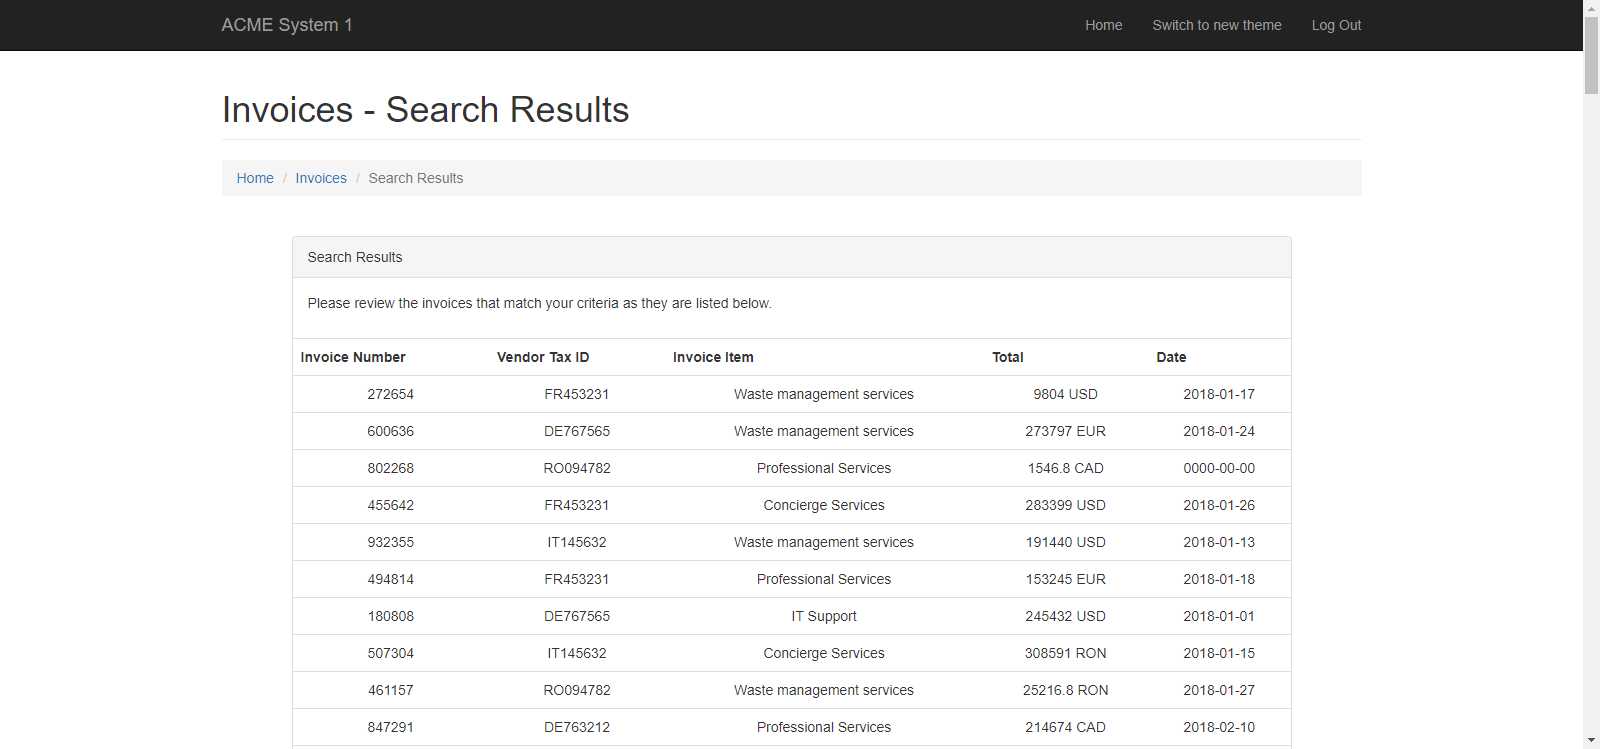 ACME System 1 Home Switch to new theme Log Out
Invoices - Search Results
Home / Invoices / Search Results
Search Results
Please review the invoices that match your criteria as they are listed below.
Invoice Number Vendor Tax ID Invoice Item Total Date
272654 FR453231 Waste management services 9804 USD 2018-01-17
600636 DE767565 Waste management services 273797 EUR 2018-01-24
802268 RO094782 Professional Services 1546.8 CAD 0000-00-00
455642 FR453231 Concierge Services 283399 USD 2018-01-26
932355 IT145632 Waste management services 191440 USD 2018-01-13
494814 FR453231 Professional Services 153245 EUR 2018-01-18
180808 DE767565 IT Support 245432 USD 2018-01-01
507304 IT145632 Concierge Services 308591 RON 2018-01-15
461157 RO094782 Waste management services 25216.8 RON 2018-01-27
847291 DE763212 Professional Services 214674 CAD 2018-02-10